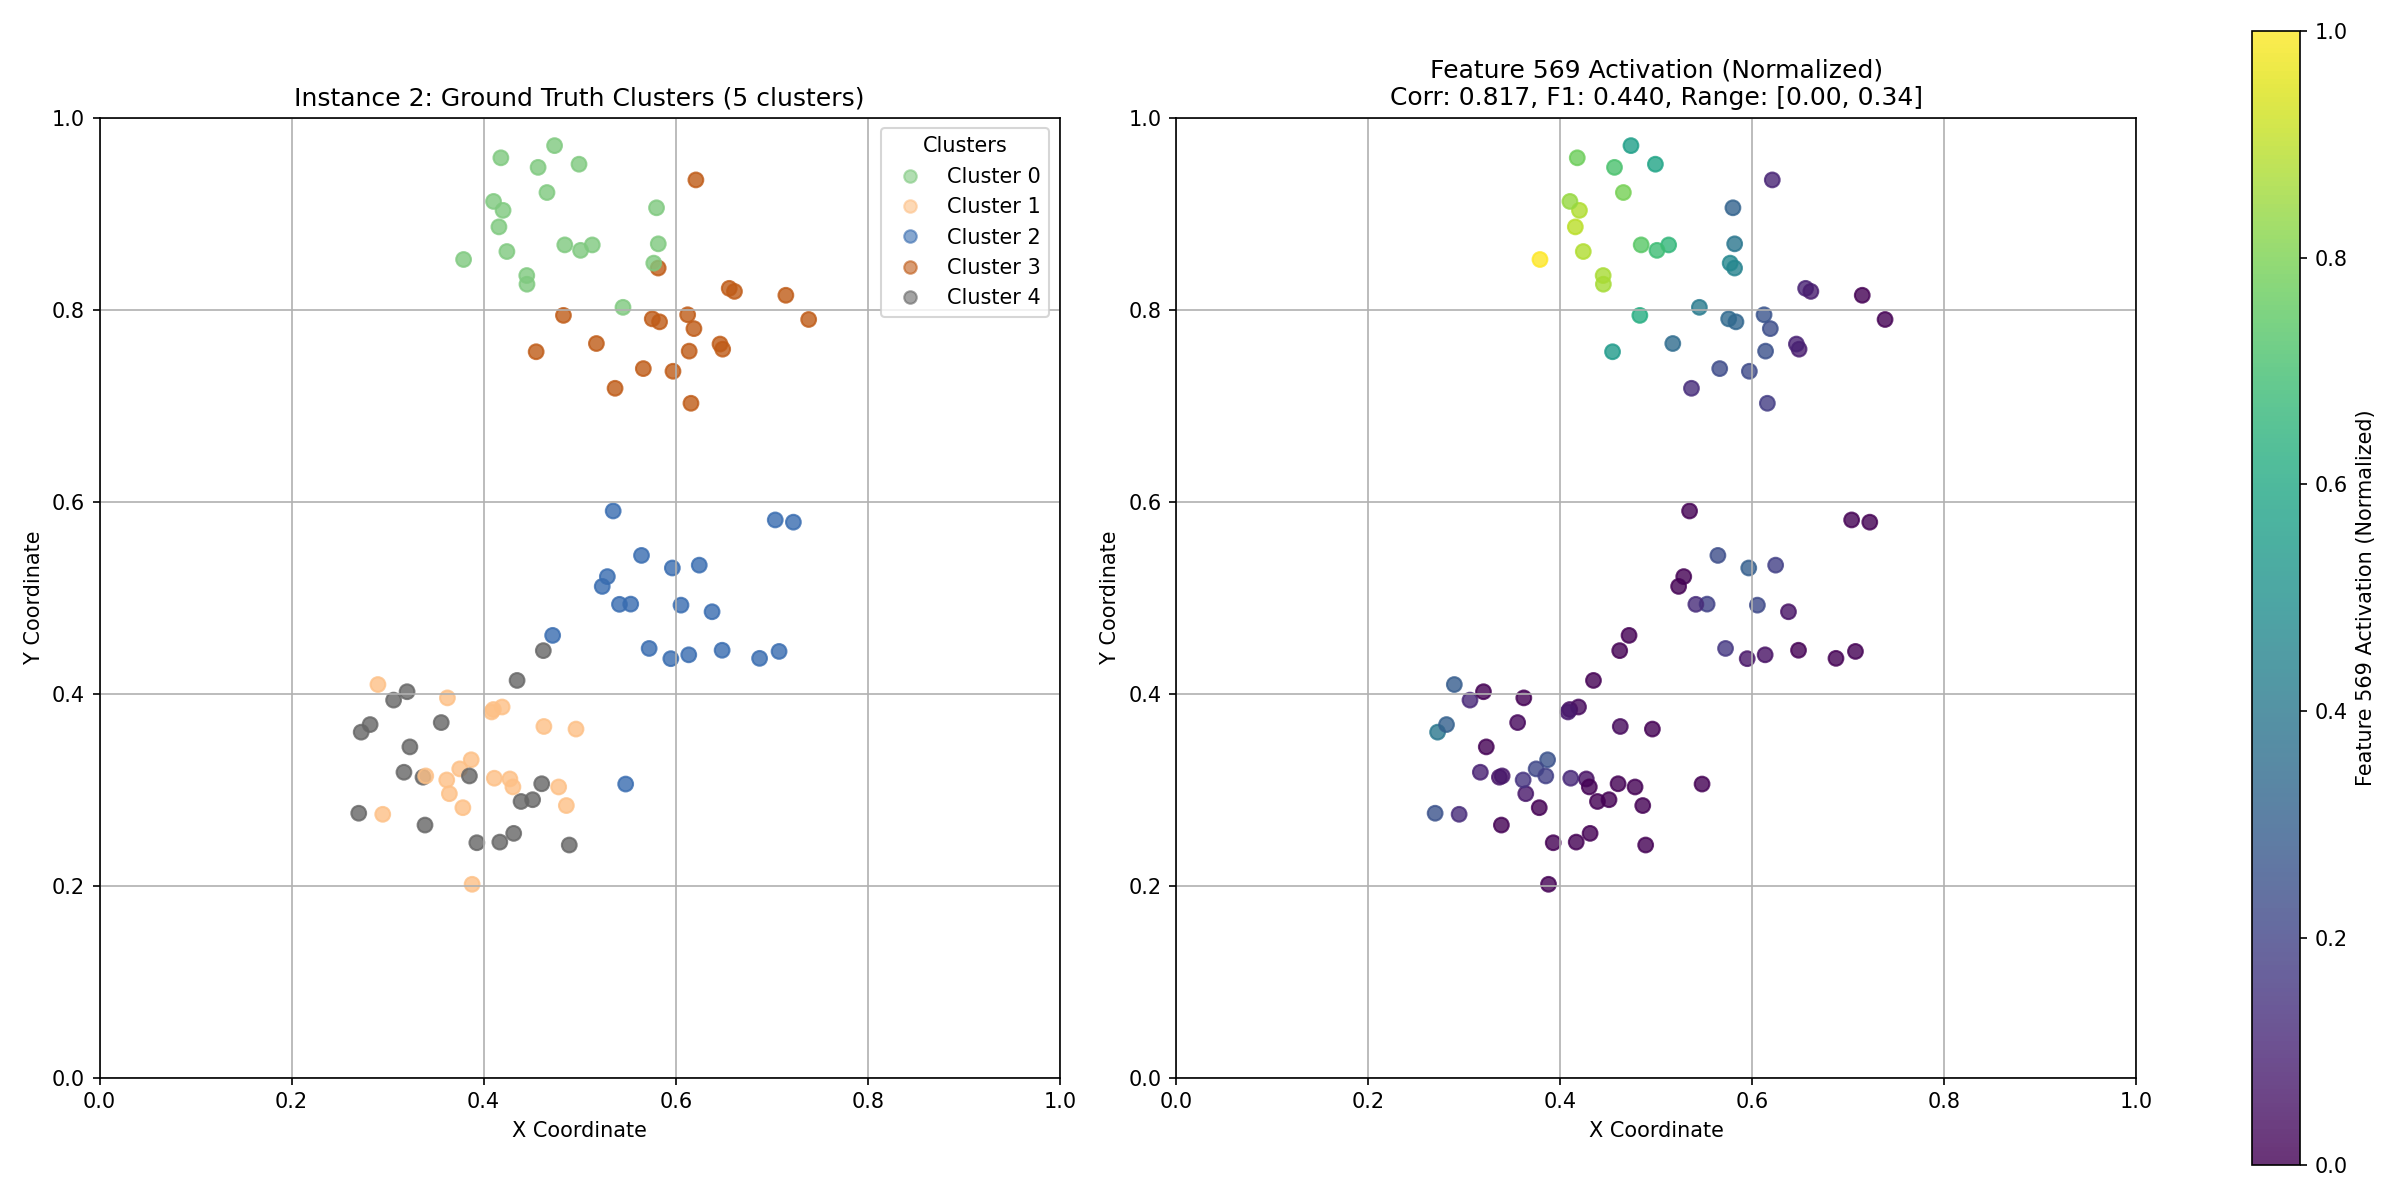 Instance 2: Ground Truth Clusters (5 clusters)
Clusters
Cluster 0
Cluster 1
Cluster 2
Cluster 3
Cluster 4
Y Coordinate
1.0
0.8
0.6
0.4
0.2
0.0
0.0 0.2 0.4 0.6 0.8 1.0
X Coordinate
Feature 569 Activation (Normalized)
Corr: 0.817, F1: 0.440, Range: [0.00, 0.34]
Y Coordinate
1.0
0.8
0.6
0.4
0.2
0.0
0.0 0.2 0.4 0.6 0.8 1.0
X Coordinate
1.0
0.8
0.6
0.4
0.2
0.0
Feature 569 Activation (Normalized)